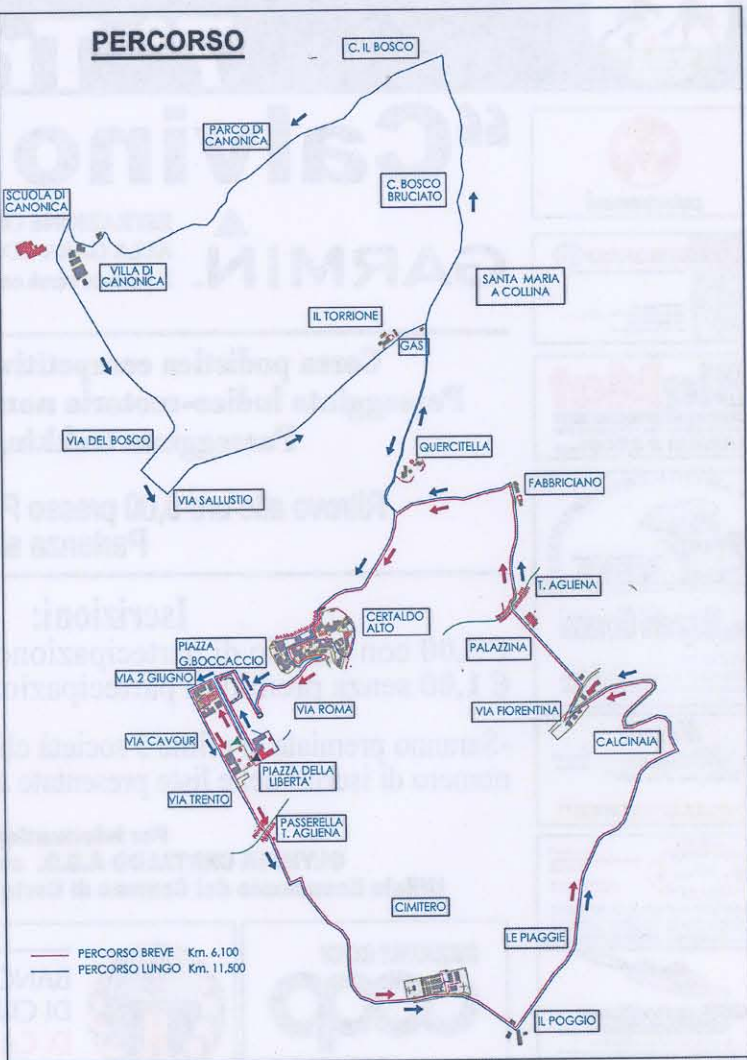 PERCORSO
C. IL BOSCO
PARCO DI
CANONICA
C. BOSCO
BRUCIATO
SCUOLA DI
CANONICA
VILLA DI
CANONICA
SANTA MARIA
A COLLINA
IL TORRIONE
GAS
VIA DEL BOSCO
QUERCITELLA
VIA SALLUSTIO
FABBRICIANO
T. AGLIENA
CERTALDO
ALTO
PALAZZINA
PIAZZA
G.BOCCACCIO
VIA 2 GIUGNO
VIA ROMA
VIA FIORENTINA
CALCINAIA
VIA CAVOUR
PIAZZA DELLA
LIBERTA'
VIA TRENTO
PASSERELLA
T. AGLIENA
CIMITERO
LE PIAGGIE
PERCORSO BREVE Km. 6,100
PERCORSO LUNGO Km. 11,500
IL POGGIO